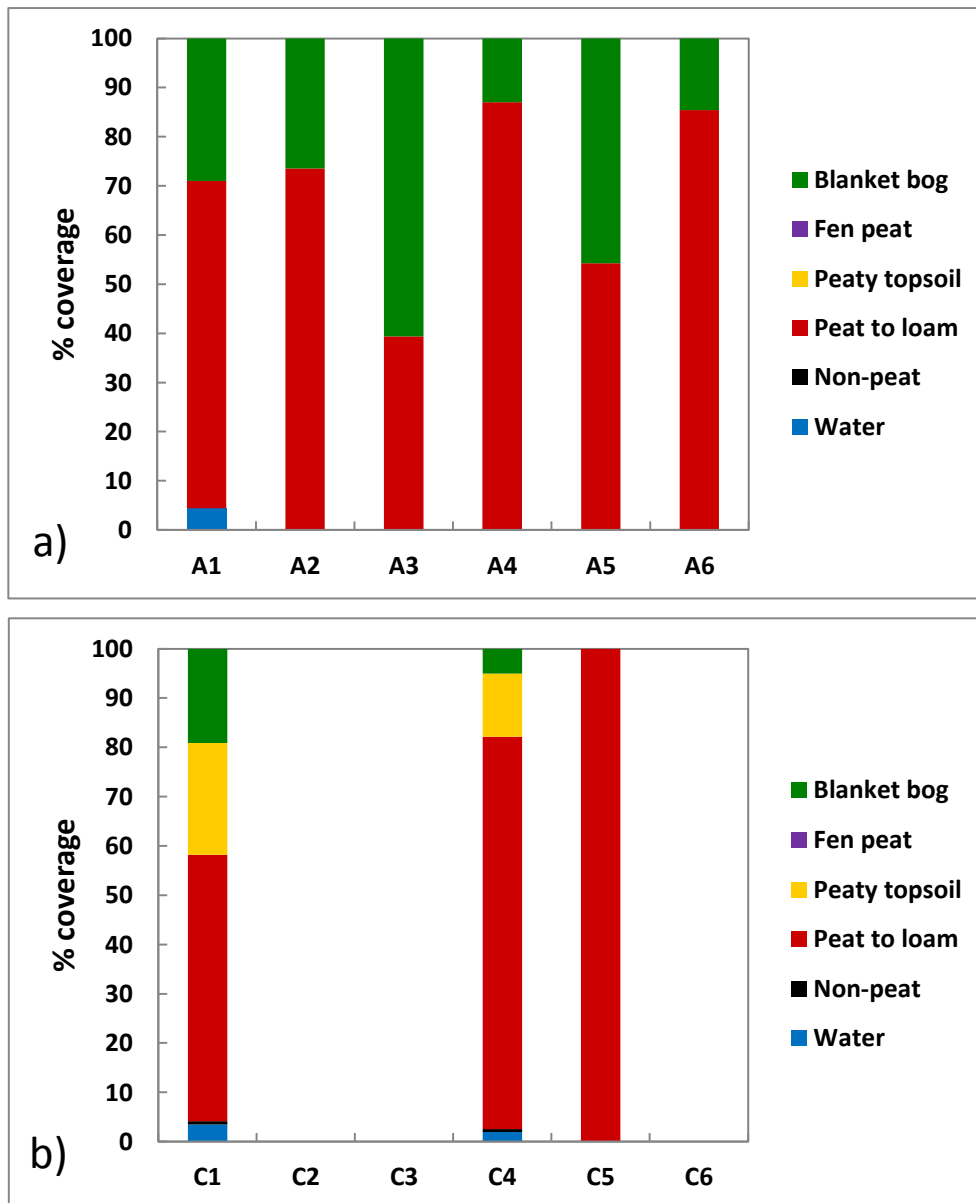 100
90
80
70
60
50
40
30
20
10
0
% coverage
A1 A2 A3 A4 A5 A6
Blanket bog
Fen peat
Peaty topsoil
Peat to loam
Non-peat
Water
a)
100
90
80
70
60
50
40
30
20
10
0
% coverage
C1 C2 C3 C4 C5 C6
Blanket bog
Fen peat
Peaty topsoil
Peat to loam
Non-peat
Water
b)